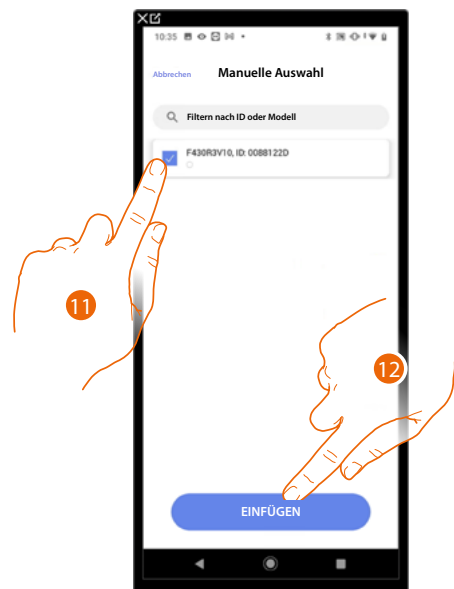 10:35
Abbrechen Manuelle Auswahl
Filtern nach ID oder Modell
F430R3V10, ID: 0088122D
11
12
EINFÜGEN